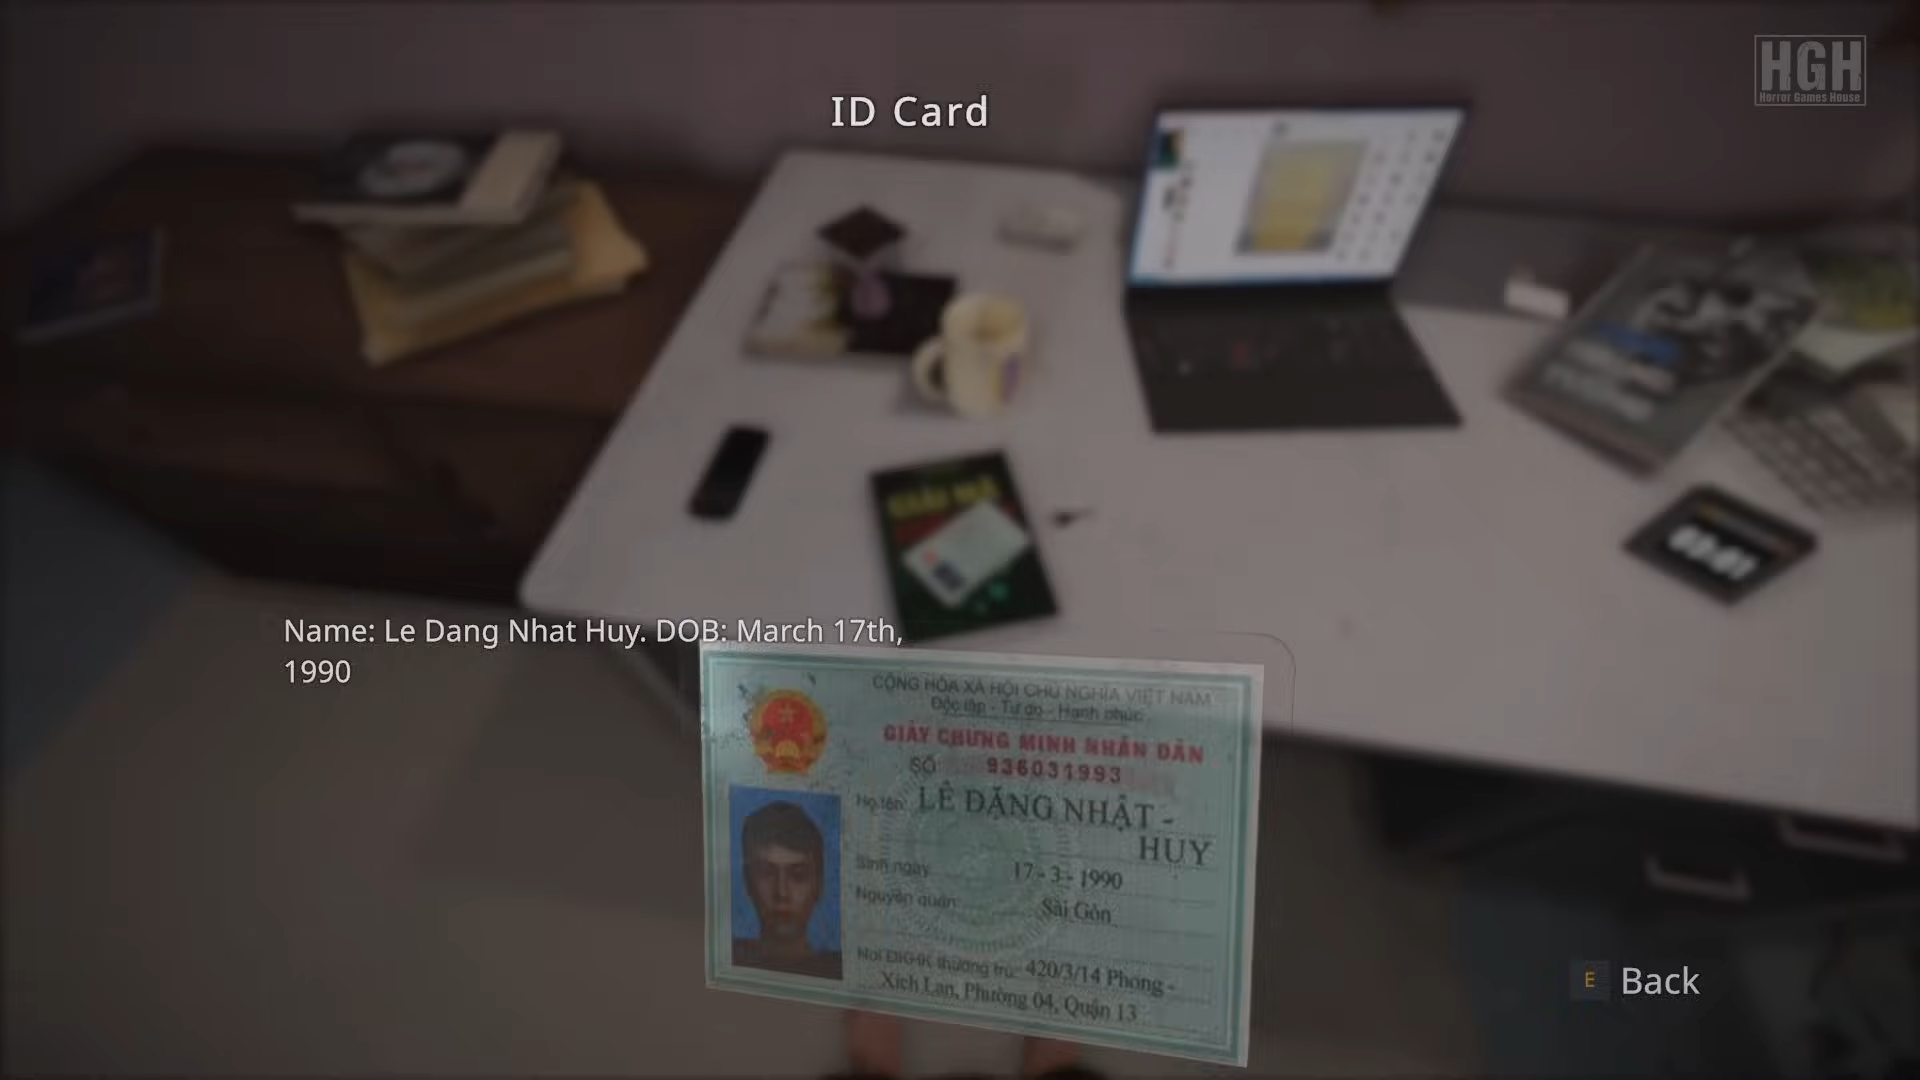 HGH
Horror Games House
ID Card
Name: Le Dang Nhat Huy. DOB: March 17th,
1990
CỘNG HÒA XÃ HỘI CHỦ NGHĨA VIỆT NAM
Độc lập - Tự do - Hạnh phúc
GIẤY CHỨNG MINH NHÂN DÂN
SỐ 936031993
Họ tên: LÊ ĐẶNG NHẬT -
HUY
Sinh ngày 17 - 3 - 1990
Nguyên quán: Sài Gòn
Nơi ĐKHK thường trú: 420/3/14 Phong -
Xích Lan, Phường 04, Quận 13
E Back